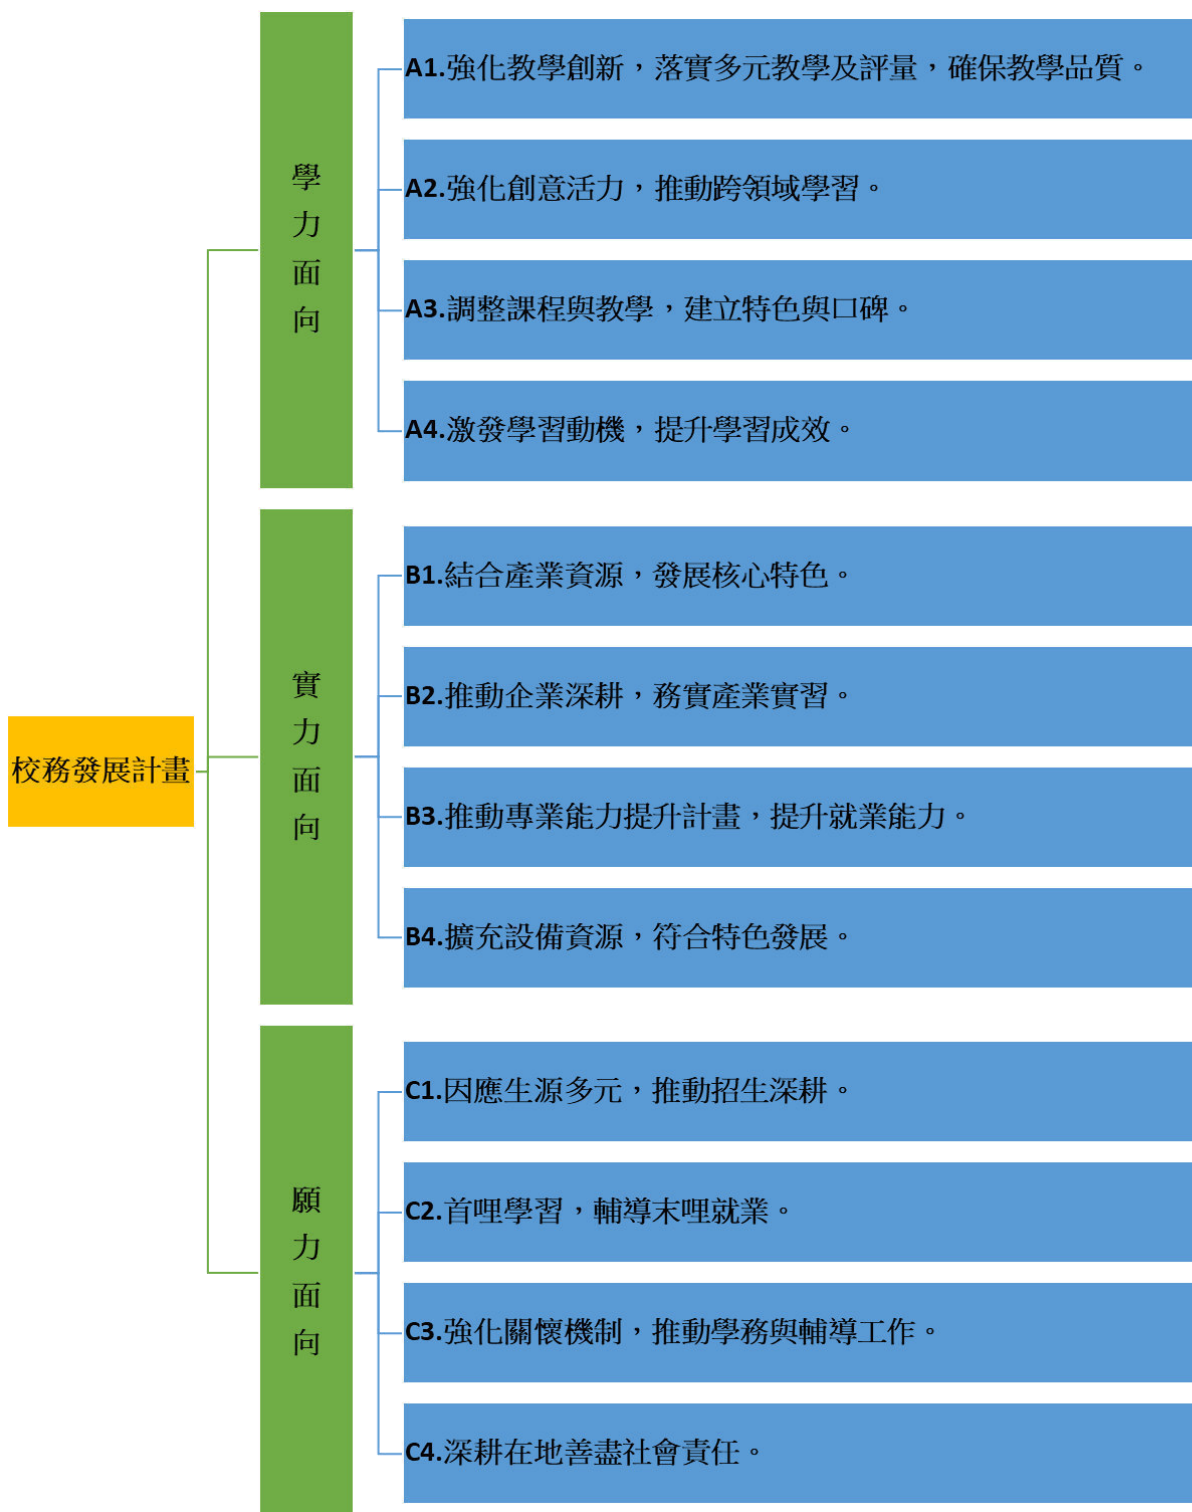 校務發展計畫
學力面向
A1.強化教學創新，落實多元教學及評量，確保教學品質。
A2.強化創意活力，推動跨領域學習。
A3.調整課程與教學，建立特色與口碑。
A4.激發學習動機，提升學習成效。
實力面向
B1.結合產業資源，發展核心特色。
B2.推動企業深耕，務實產業實習。
B3.推動專業能力提升計畫，提升就業能力。
B4.擴充設備資源，符合特色發展。
願力面向
C1.因應生源多元，推動招生深耕。
C2.首哩學習，輔導末哩就業。
C3.強化關懷機制，推動學務與輔導工作。
C4.深耕在地善盡社會責任。